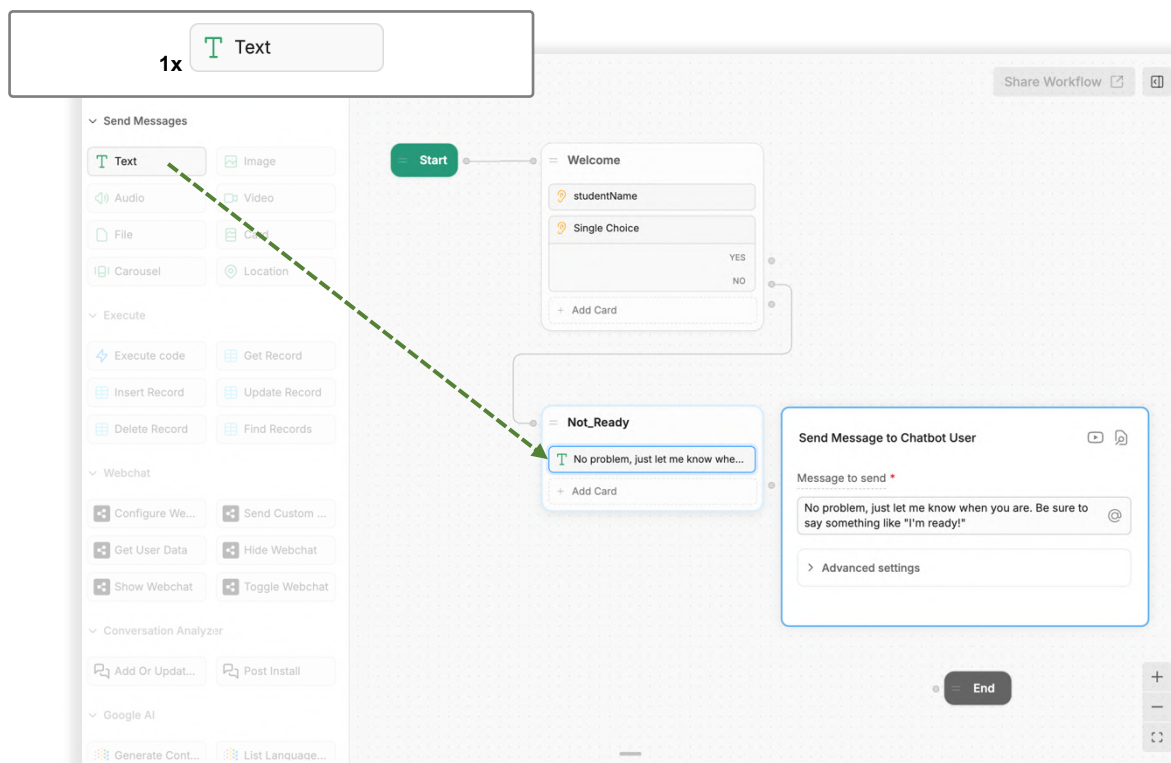 1x
Text
Share Workflow
Send Messages
Text
Image
Audio
Video
File
Card
Carousel
Location
Execute
Execute code
Get Record
Insert Record
Update Record
Delete Record
Find Records
Webchat
Configure We...
Send Custom ...
Get User Data
Hide Webchat
Show Webchat
Toggle Webchat
Conversation Analyzer
Add Or Updat...
Post Install
Google AI
Generate Cont...
List Language...
Start
Welcome
studentName
Single Choice
YES
NO
+ Add Card
Not_Ready
No problem, just let me know whe...
+ Add Card
Send Message to Chatbot User
Message to send *
No problem, just let me know when you are. Be sure to
say something like "I'm ready!"
@
Advanced settings
End